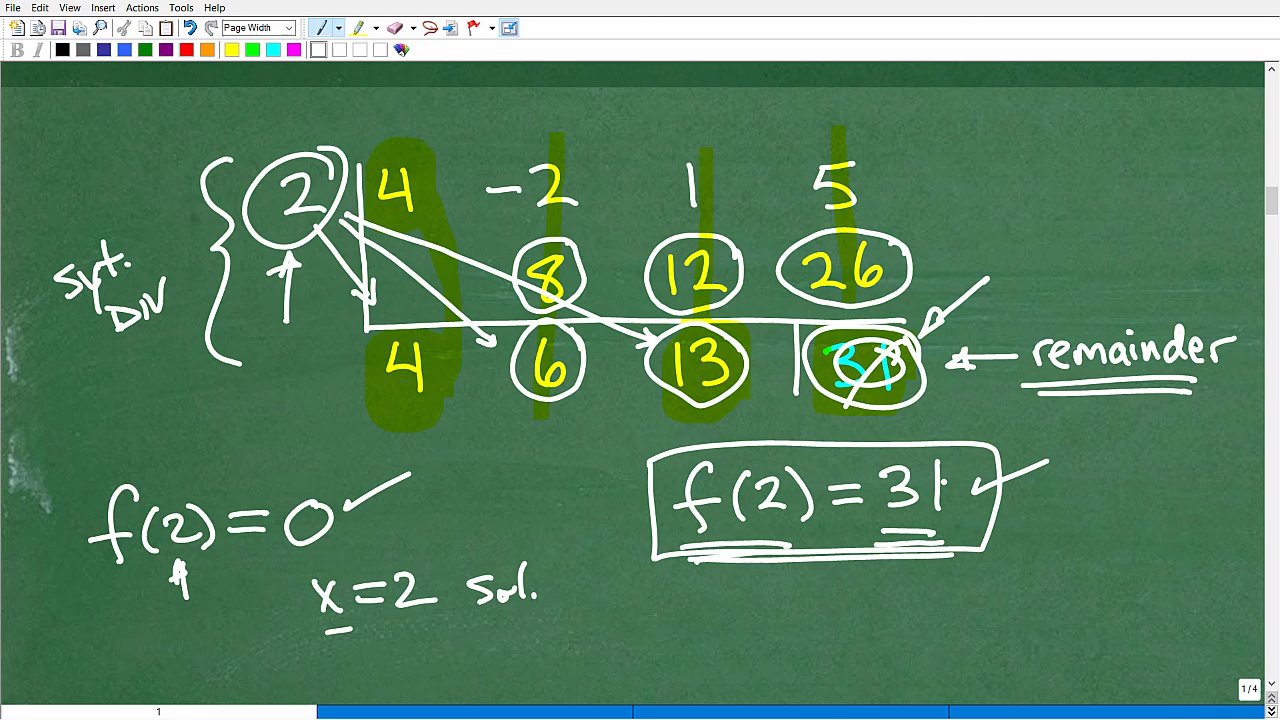 File Edit View Insert Actions Tools Help
Page Width
B I
2 4 -2 1 5
8 12 26
syt.
DIV
4 6 13 31
remainder
f(2) = 31
f(2) = 0
x = 2 sol.
1/4
1